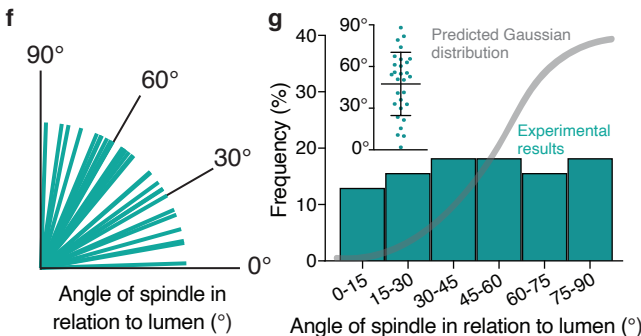 f
90°
60°
30°
0°
Angle of spindle in
relation to lumen (°)
g
Frequency (%)
40
30
20
10
0
90°
60°
30°
0°
Predicted Gaussian
distribution
Experimental
results
0-15
15-30
30-45
45-60
60-75
75-90
Angle of spindle in relation to lumen (°)